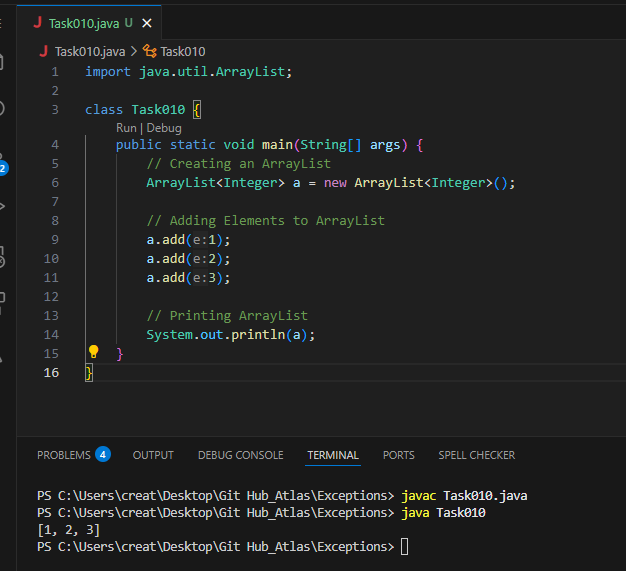 J Task010.java U ×
J Task010.java > Task010
1 import java.util.ArrayList;
2
3 class Task010 {
Run | Debug
4 public static void main(String[] args) {
5 // Creating an ArrayList
6 ArrayList<Integer> a = new ArrayList<Integer>();
7
8 // Adding Elements to ArrayList
9 a.add(e:1);
10 a.add(e:2);
11 a.add(e:3);
12
13 // Printing ArrayList
14 System.out.println(a);
15 }
16 }
2
PROBLEMS 4 OUTPUT DEBUG CONSOLE TERMINAL PORTS SPELL CHECKER
PS C:\Users\creat\Desktop\Git Hub_Atlas\Exceptions> javac Task010.java
PS C:\Users\creat\Desktop\Git Hub_Atlas\Exceptions> java Task010
[1, 2, 3]
PS C:\Users\creat\Desktop\Git Hub_Atlas\Exceptions>